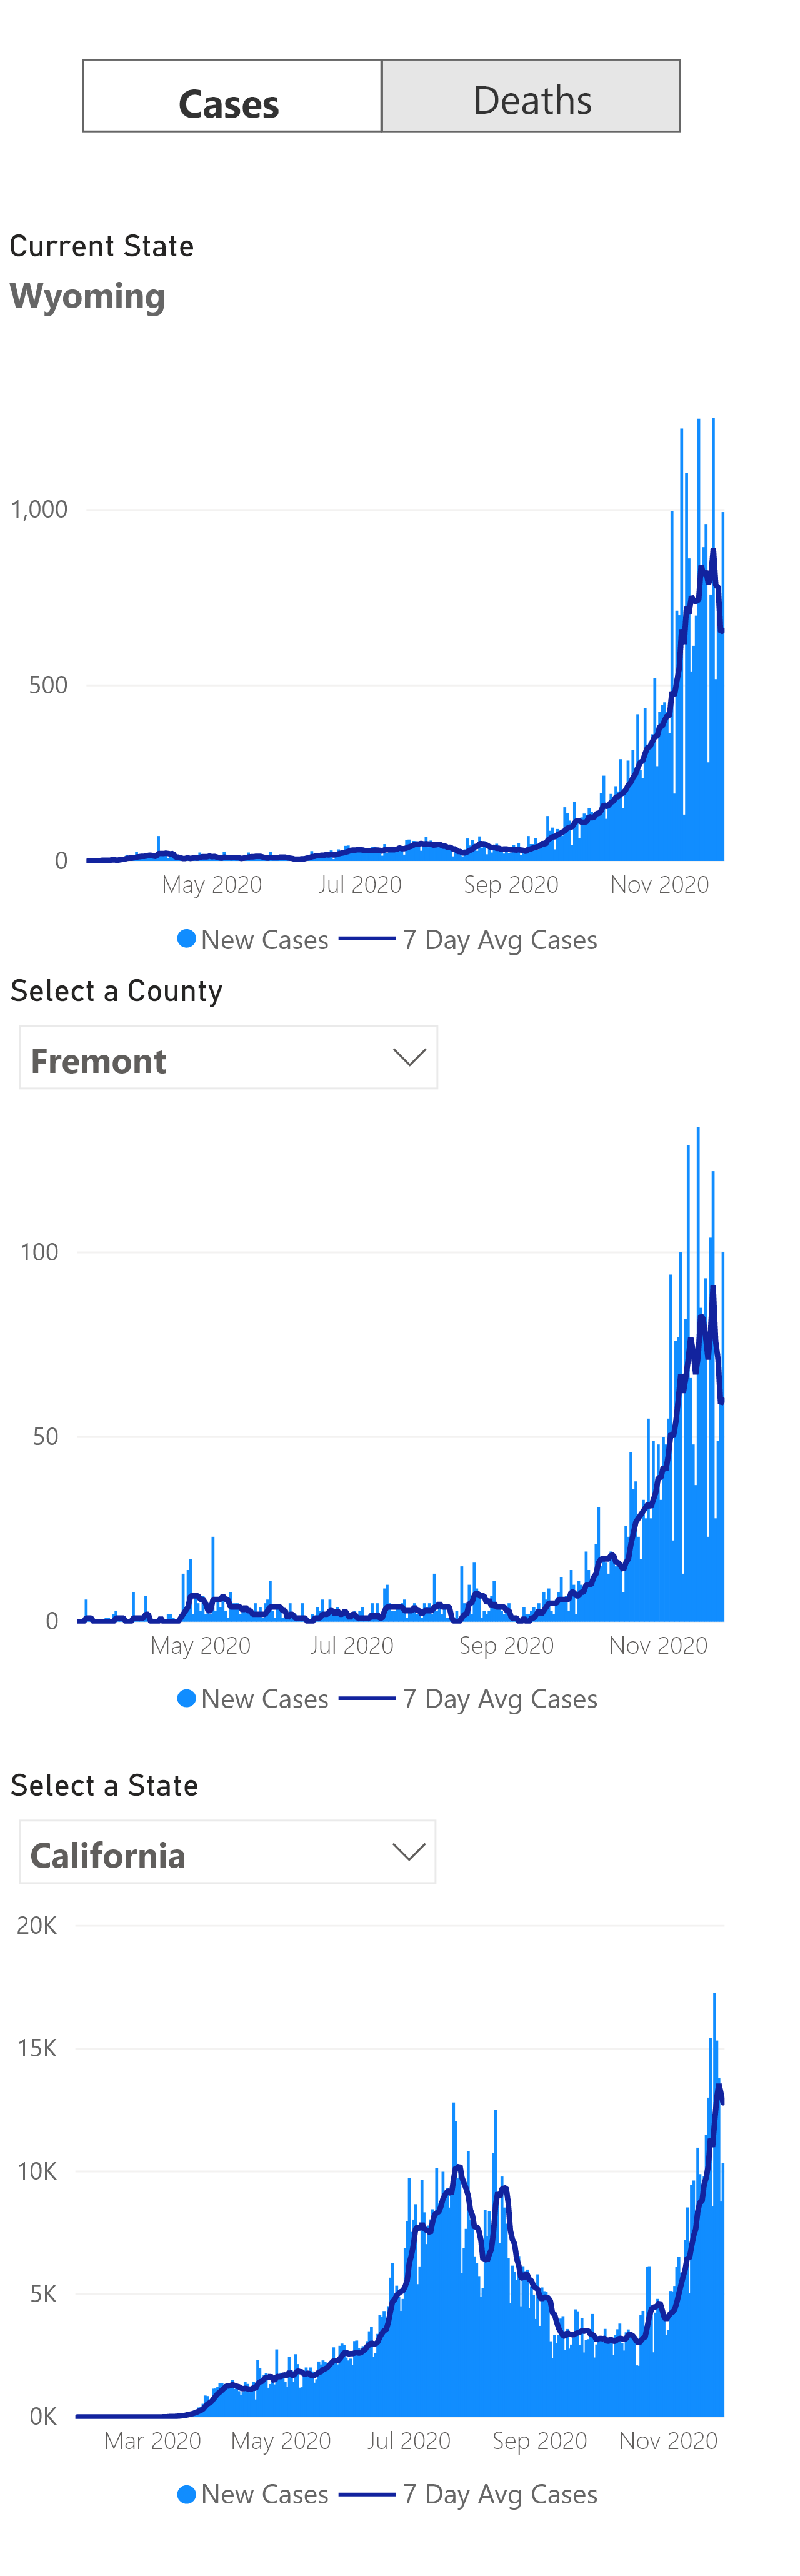 Cases Deaths
Current State
Wyoming
1,000
500
0
May 2020 Jul 2020 Sep 2020 Nov 2020
New Cases 7 Day Avg Cases
Select a County
Fremont
100
50
0
May 2020 Jul 2020 Sep 2020 Nov 2020
New Cases 7 Day Avg Cases
Select a State
California
20K
15K
10K
5K
0K
Mar 2020 May 2020 Jul 2020 Sep 2020 Nov 2020
New Cases 7 Day Avg Cases